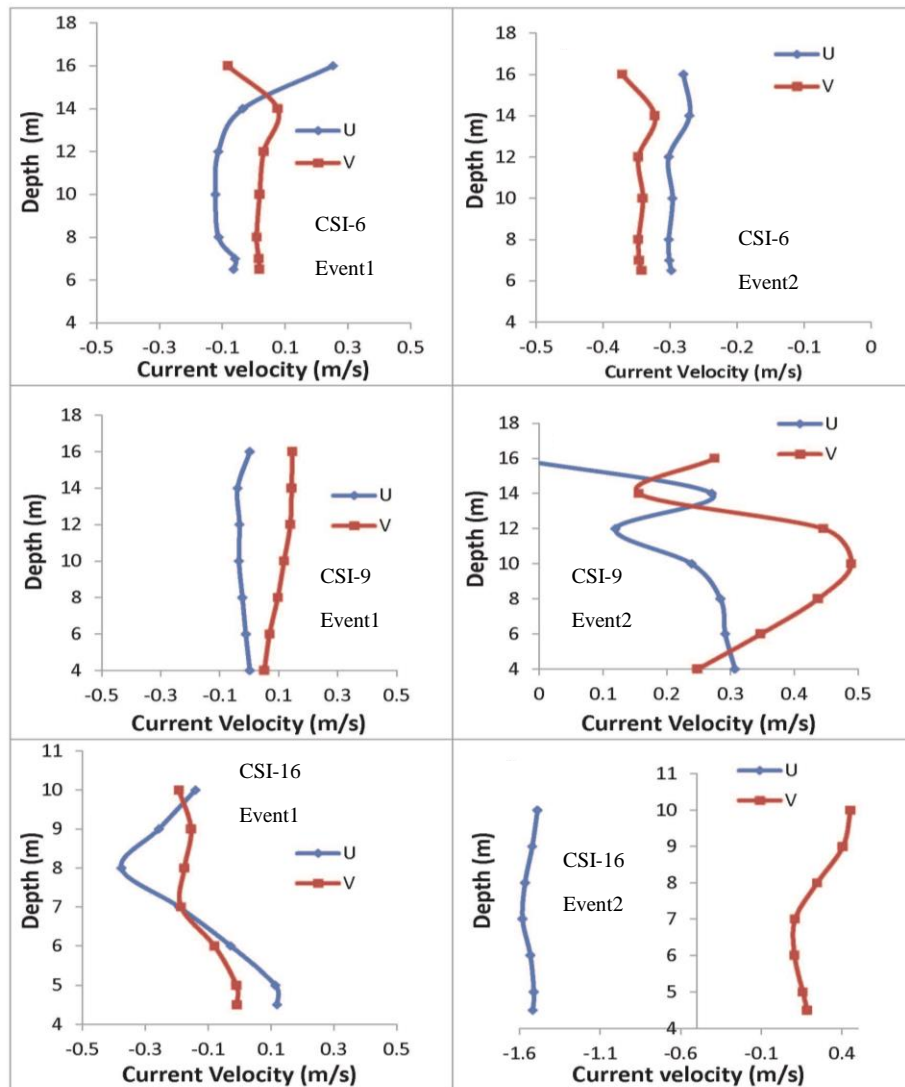 18
16
14
12
10
8
6
4
Depth (m)
U
V
CSI-6
Event1
-0.5 -0.3 -0.1 0.1 0.3 0.5
Current velocity (m/s)
18
16
14
12
10
8
6
4
Depth (m)
U
V
CSI-6
Event2
-0.5 -0.4 -0.3 -0.2 -0.1 0
Current Velocity (m/s)
18
16
14
12
10
8
6
4
Depth (m)
U
V
CSI-9
Event1
-0.5 -0.3 -0.1 0.1 0.3 0.5
Current Velocity (m/s)
18
16
14
12
10
8
6
4
Depth (m)
U
V
CSI-9
Event2
0 0.1 0.2 0.3 0.4 0.5
Current Velocity (m/s)
11
10
9
8
7
6
5
4
Depth (m)
CSI-16
Event1
U
V
-0.5 -0.3 -0.1 0.1 0.3 0.5
Current Velocity (m/s)
U
V
11
10
9
8
7
6
5
4
Depth (m)
CSI-16
Event2
-1.6 -1.1 -0.6 -0.1 0.4
Current velocity (m/s)